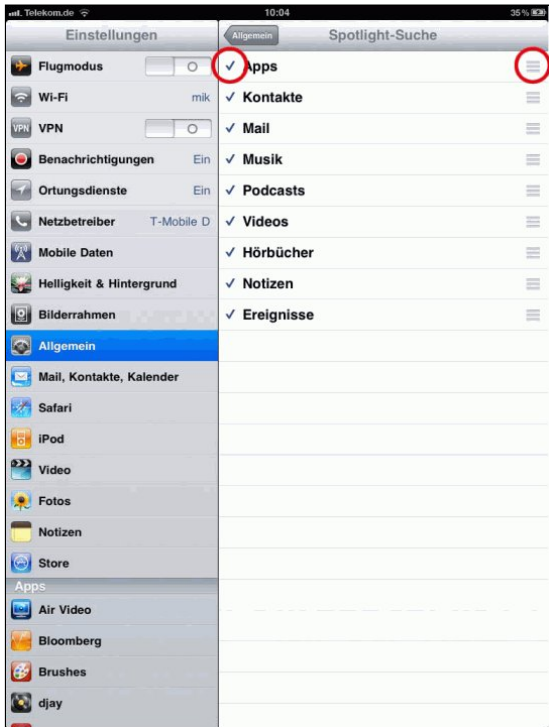 Telekom.de 10:04 35 %
Einstellungen
Flugmodus
Wi-Fi mik
VPN VPN
Benachrichtigungen Ein
Ortungsdienste Ein
Netzbetreiber T-Mobile D
Mobile Daten
Helligkeit & Hintergrund
Bilderrahmen
Allgemein
Mail, Kontakte, Kalender
Safari
iPod
Video
Fotos
Notizen
Store
Apps
Air Video
Bloomberg
Brushes
djay
Allgemein Spotlight-Suche
Apps
Kontakte
Mail
Musik
Podcasts
Videos
Hörbücher
Notizen
Ereignisse